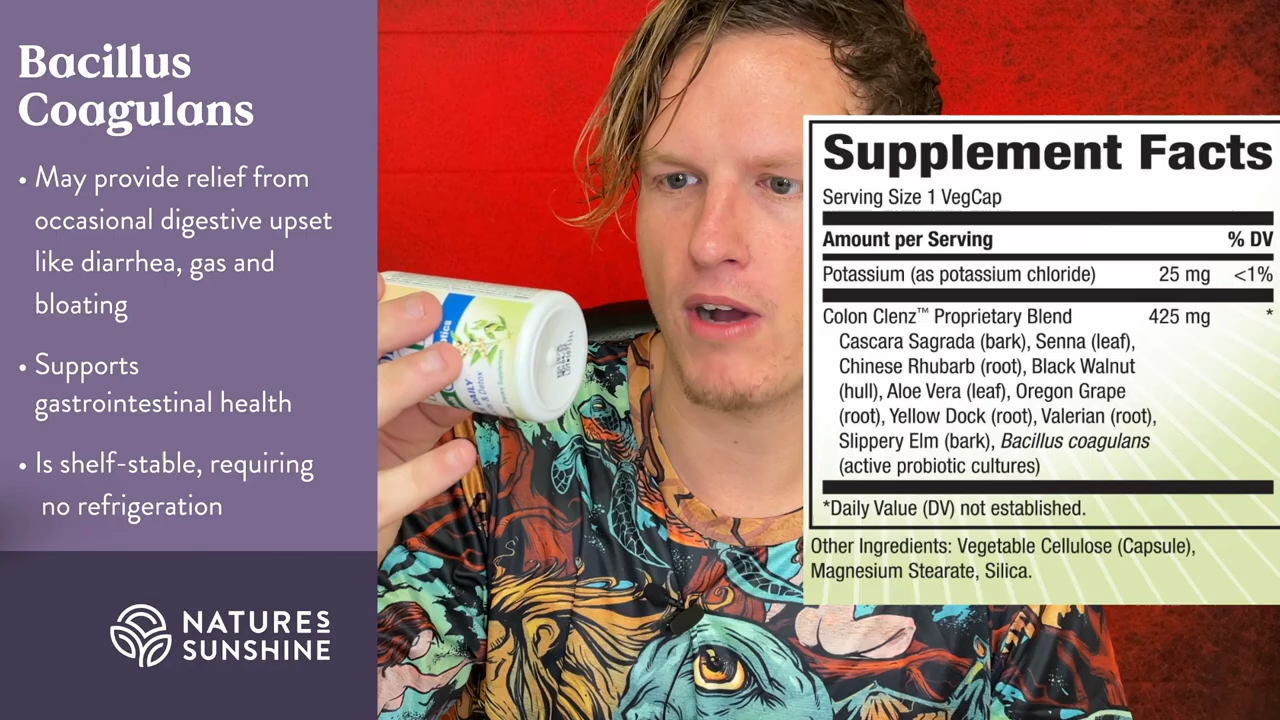 Bacillus
Coagulans
• May provide relief from
occasional digestive upset
like diarrhea, gas and
bloating
• Supports
gastrointestinal health
• Is shelf-stable, requiring
no refrigeration
NATURES
SUNSHINE
DAILY
Supplement Facts
Serving Size 1 VegCap
Amount per Serving % DV
Potassium (as potassium chloride) 25 mg <1%
Colon Clenz™ Proprietary Blend 425 mg *
Cascara Sagrada (bark), Senna (leaf),
Chinese Rhubarb (root), Black Walnut
(hull), Aloe Vera (leaf), Oregon Grape
(root), Yellow Dock (root), Valerian (root),
Slippery Elm (bark), Bacillus coagulans
(active probiotic cultures)
*Daily Value (DV) not established.
Other Ingredients: Vegetable Cellulose (Capsule),
Magnesium Stearate, Silica.